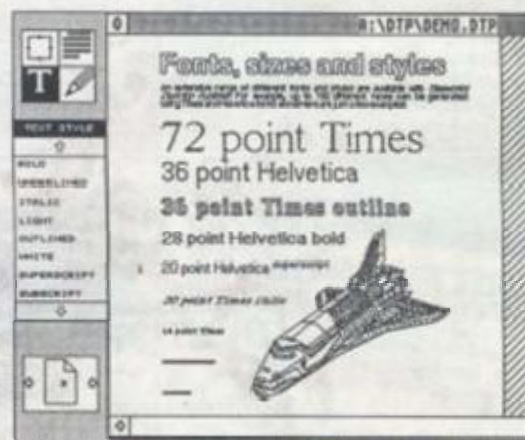 A:\DTP\DEMO.DTP
T
TEXT STYLE
BOLD
UNDERLINED
ITALIC
LIGHT
OUTLINED
WHITE
SUPERSCRIPT
SUBSCRIPT
Fonts, sizes and styles
72 point Times
36 point Helvetica
36 point Times outline
28 point Helvetica bold
20 point Helvetica superscript
20 point Times italic
14 point Times